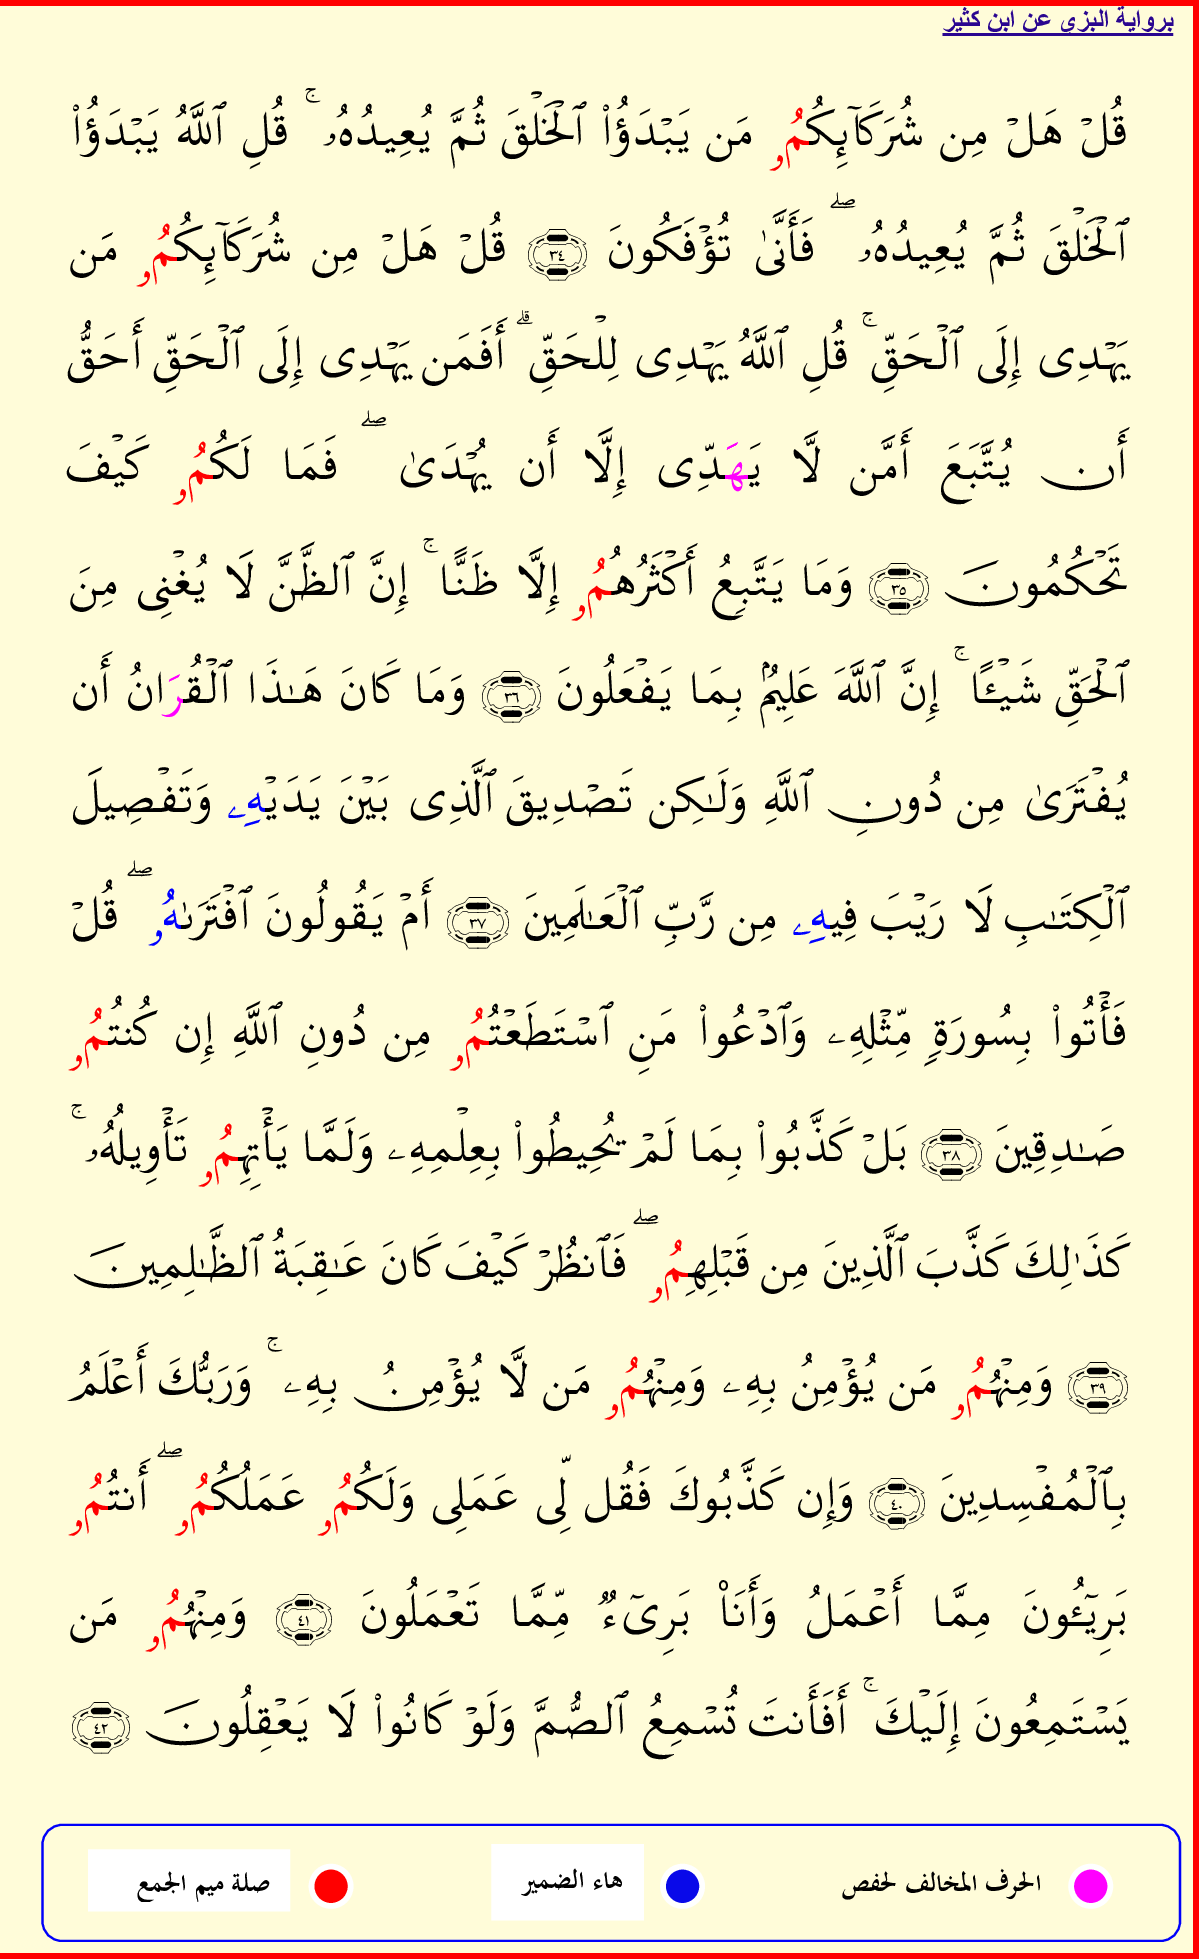 برواية البزى عن ابن كثير
قُلۡ هَلۡ مِن شُرَكَآئِكُمُۥ مَن يَبۡدَؤُاْ ٱلۡخَلۡقَ ثُمَّ يُعِيدُهُۥ ۚ قُلِ ٱللَّهُ يَبۡدَؤُاْ
ٱلۡخَلۡقَ ثُمَّ يُعِيدُهُۥ ۖ فَأَنَّىٰ تُؤۡفَكُونَ ٣٤ قُلۡ هَلۡ مِن شُرَكَآئِكُمُۥ مَن
يَهۡدِى إِلَى ٱلۡحَقِّ ۚ قُلِ ٱللَّهُ يَهۡدِى لِلۡحَقِّ ۗ أَفَمَن يَهۡدِى إِلَى ٱلۡحَقِّ أَحَقُّ
أَن يُتَّبَعَ أَمَّن لَّا يَهَدِّى إِلَّا أَن يُهۡدَىٰ ۖ فَمَا لَكُمُۥ كَيۡفَ
تَحۡكُمُونَ ٣٥ وَمَا يَتَّبِعُ أَكۡثَرُهُمُۥ إِلَّا ظَنًّا ۚ إِنَّ ٱلظَّنَّ لَا يُغۡنِى مِنَ
ٱلۡحَقِّ شَيۡـًٔا ۚ إِنَّ ٱللَّهَ عَلِيمُۢ بِمَا يَفۡعَلُونَ ٣٦ وَمَا كَانَ هَـٰذَا ٱلۡقُرَانُ أَن
يُفۡتَرَىٰ مِن دُونِ ٱللَّهِ وَلَـٰكِن تَصۡدِيقَ ٱلَّذِى بَيۡنَ يَدَيۡهِۦ وَتَفۡصِيلَ
ٱلۡكِتَـٰبِ لَا رَيۡبَ فِيهِۦ مِن رَّبِّ ٱلۡعَـٰلَمِينَ ٣٧ أَمۡ يَقُولُونَ ٱفۡتَرَىٰهُۥ ۖ قُلۡ
فَأۡتُواْ بِسُورَةٍ مِّثۡلِهِۦ وَٱدۡعُواْ مَنِ ٱسۡتَطَعۡتُمُۥ مِن دُونِ ٱللَّهِ إِن كُنتُمُۥ
صَـٰدِقِينَ ٣٨ بَلۡ كَذَّبُواْ بِمَا لَمۡ يُحِيطُواْ بِعِلۡمِهِۦ وَلَمَّا يَأۡتِهِمُۥ تَأۡوِيلُهُۥ ۚ
كَذَٰلِكَ كَذَّبَ ٱلَّذِينَ مِن قَبۡلِهِمُۥ ۖ فَٱنظُرۡ كَيۡفَ كَانَ عَـٰقِبَةُ ٱلظَّـٰلِمِينَ
٣٩ وَمِنۡهُمُۥ مَن يُؤۡمِنُ بِهِۦ وَمِنۡهُمُۥ مَن لَّا يُؤۡمِنُ بِهِۦ ۚ وَرَبُّكَ أَعۡلَمُ
بِٱلۡمُفۡسِدِينَ ٤٠ وَإِن كَذَّبُوكَ فَقُل لِّى عَمَلِى وَلَكُمُۥ عَمَلُكُمُۥ ۖ أَنتُمُۥ
بَرِيٓـُٔونَ مِمَّا أَعۡمَلُ وَأَنَا۠ بَرِىٓءٌ مِّمَّا تَعۡمَلُونَ ٤١ وَمِنۡهُمُۥ مَن
يَسۡتَمِعُونَ إِلَيۡكَ ۚ أَفَأَنتَ تُسۡمِعُ ٱلصُّمَّ وَلَوۡ كَانُواْ لَا يَعۡقِلُونَ ٤٢
الحرف المخالف لحفص هاء الضمير صلة ميم الجمع